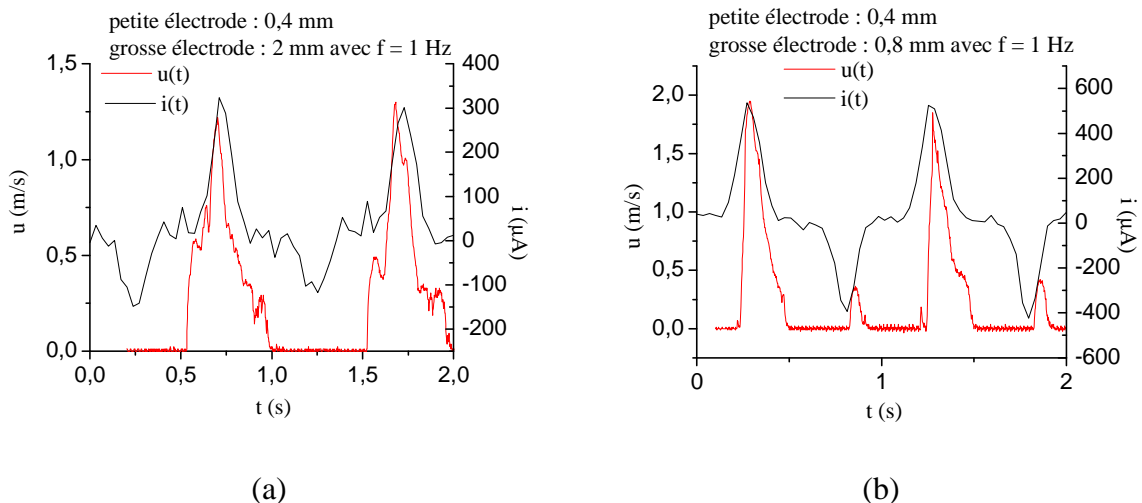 petite électrode : 0,4 mm
grosse électrode : 2 mm avec f = 1 Hz
u(t)
i(t)
1,5
1,0
0,5
0,0
u (m/s)
400
300
200
100
0
-100
-200
i (µA)
0,0
0,5
1,0
1,5
2,0
t (s)
(a)
petite électrode : 0,4 mm
grosse électrode : 0,8 mm avec f = 1 Hz
u(t)
i(t)
2,0
1,5
1,0
0,5
0,0
u (m/s)
600
400
200
0
-200
-400
-600
i (µA)
0
1
2
t (s)
(b)